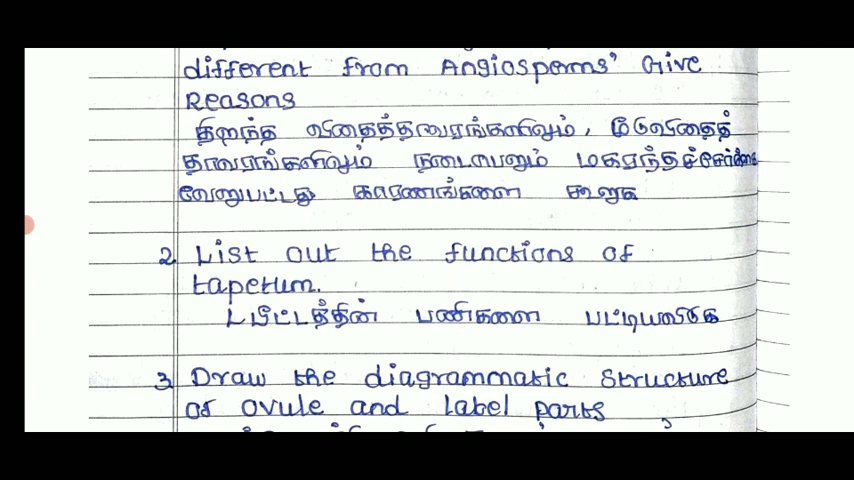 different from Angiosperms' Give
Reasons
திறந்த விதைத்தாவரங்களிலும், மூடுவிதைத்
தாவரங்களிலும் நடைபெறும் மகரந்தச்சேர்க்கை
வேறுபட்டது காரணங்களை கூறுக
2. List out the functions of
tapetum.
டபீட்டத்தின் பணிகளை பட்டியலிடுக
3. Draw the diagrammatic structure
of ovule and label parts